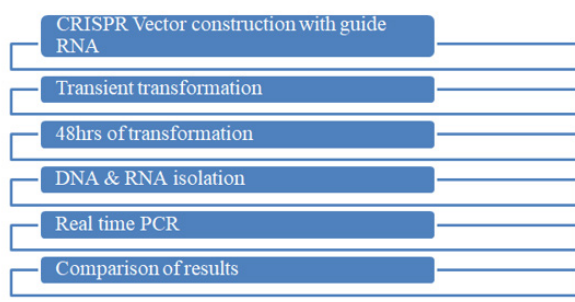 CRISPR Vector construction with guide
RNA
Transient transformation
48hrs of transformation
DNA & RNA isolation
Real time PCR
Comparison of results